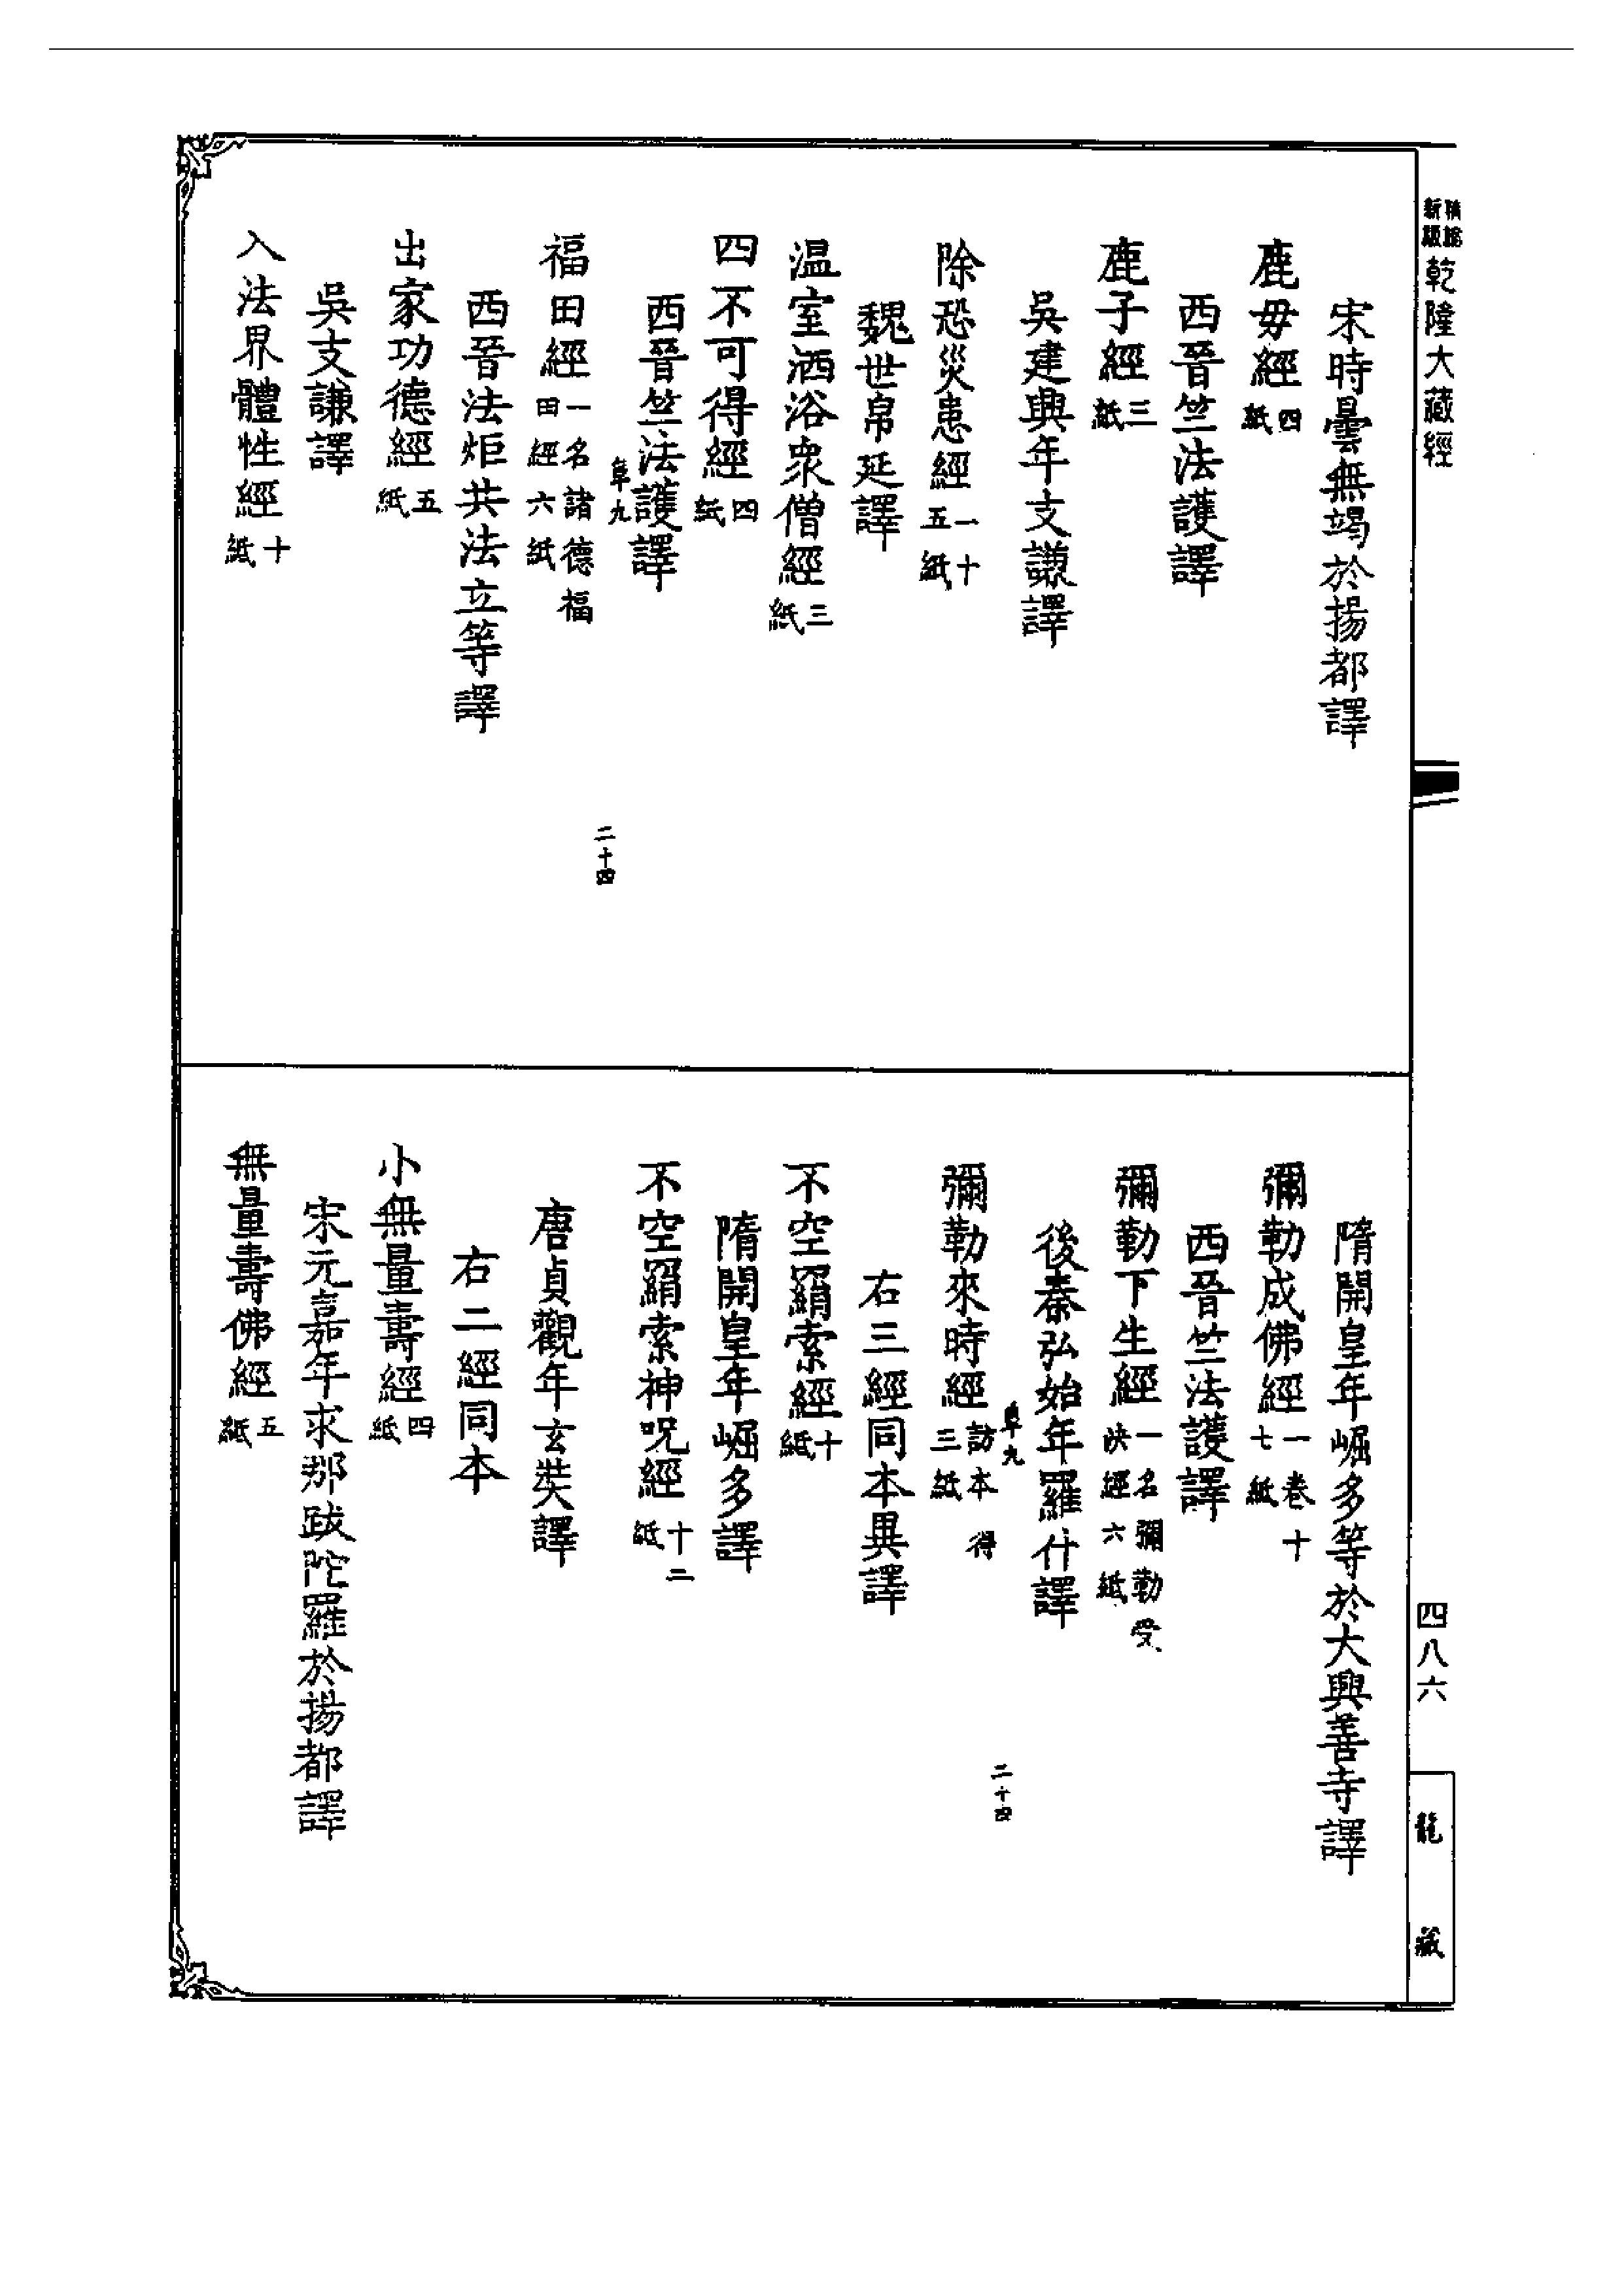 新版
精繕
乾隆大藏經
宋時曇無竭於揚都譯
鹿毋經四紙
西晉竺法護譯
鹿子經三紙
吳建興年支謙譯
除恐災患經一十五紙
魏世帛延譯
温室洒浴衆僧經三紙
四不可得經四紙
西晉竺法護譯
阜九
二十四
福田經一名諸德福田經六紙
西晉法炬共法立等譯
出家功德經五紙
吳支謙譯
入法界體性經十紙
隋開皇年崛多等於大興善寺譯
彌勒成佛經一卷十七紙
西晉竺法護譯
彌勒下生經一名彌勒受決經六紙
後秦弘始年羅什譯
阜九
二十四
彌勒來時經訪本得三紙
右三經同本異譯
不空羂索經十紙
隋開皇年崛多譯
不空羂索神呪經十二紙
唐貞觀年玄奘譯
右二經同本
小無量壽經四紙
宋元嘉年求那跋陀羅於揚都譯
無量壽佛經五紙
四八六
龍藏